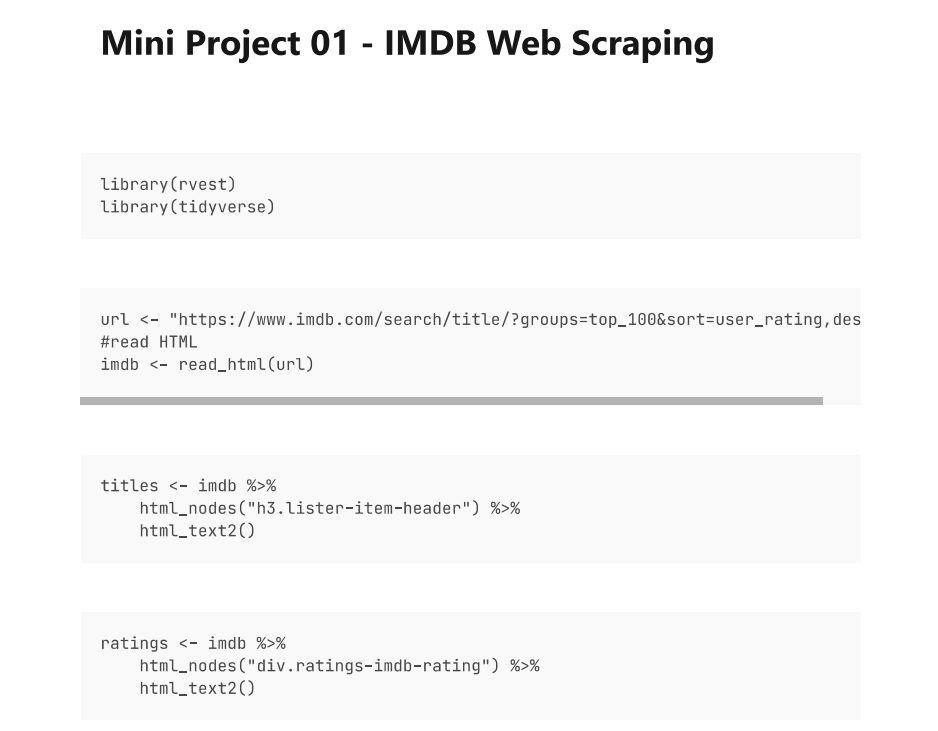 Mini Project 01 - IMDB Web Scraping
library(rvest)
library(tidyverse)
url <- "https://www.imdb.com/search/title/?groups=top_100&sort=user_rating,des
#read HTML
imdb <- read_html(url)
titles <- imdb %>%
    html_nodes("h3.lister-item-header") %>%
    html_text2()
ratings <- imdb %>%
    html_nodes("div.ratings-imdb-rating") %>%
    html_text2()